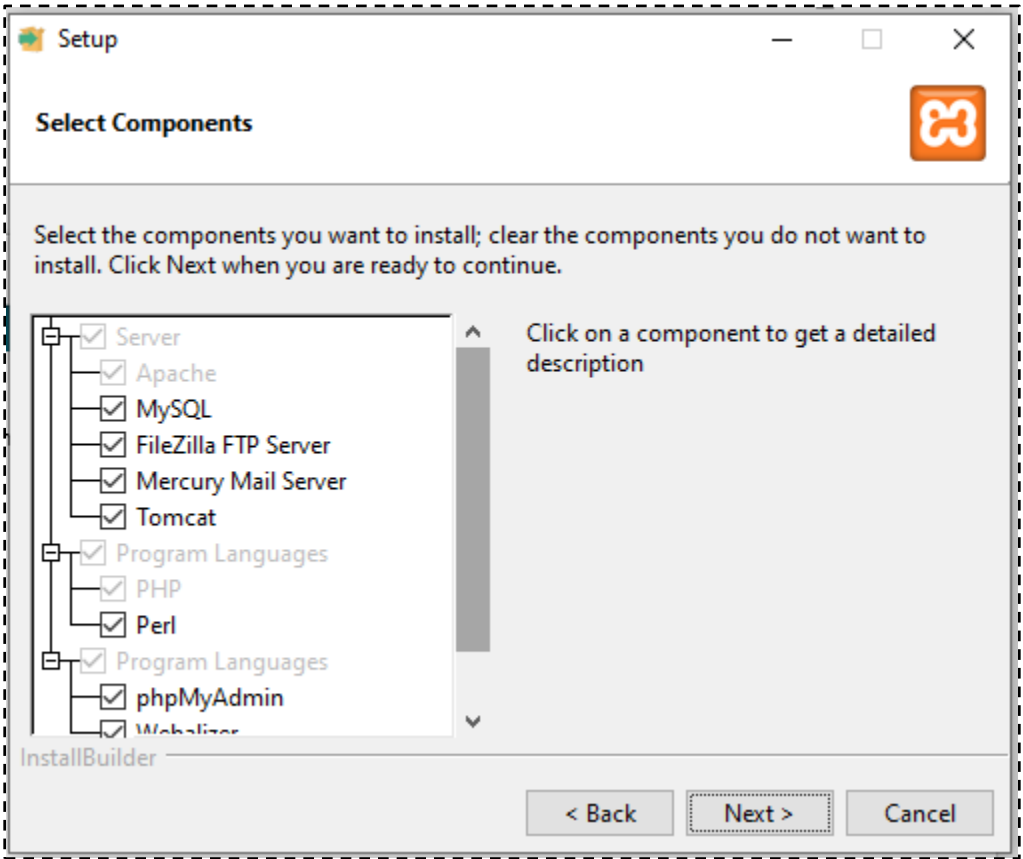 Setup
Select Components
Select the components you want to install; clear the components you do not want to
install. Click Next when you are ready to continue.
Server
Apache
MySQL
FileZilla FTP Server
Mercury Mail Server
Tomcat
Program Languages
PHP
Perl
Program Languages
phpMyAdmin
Webalizer
Click on a component to get a detailed
description
InstallBuilder
< Back
Next >
Cancel